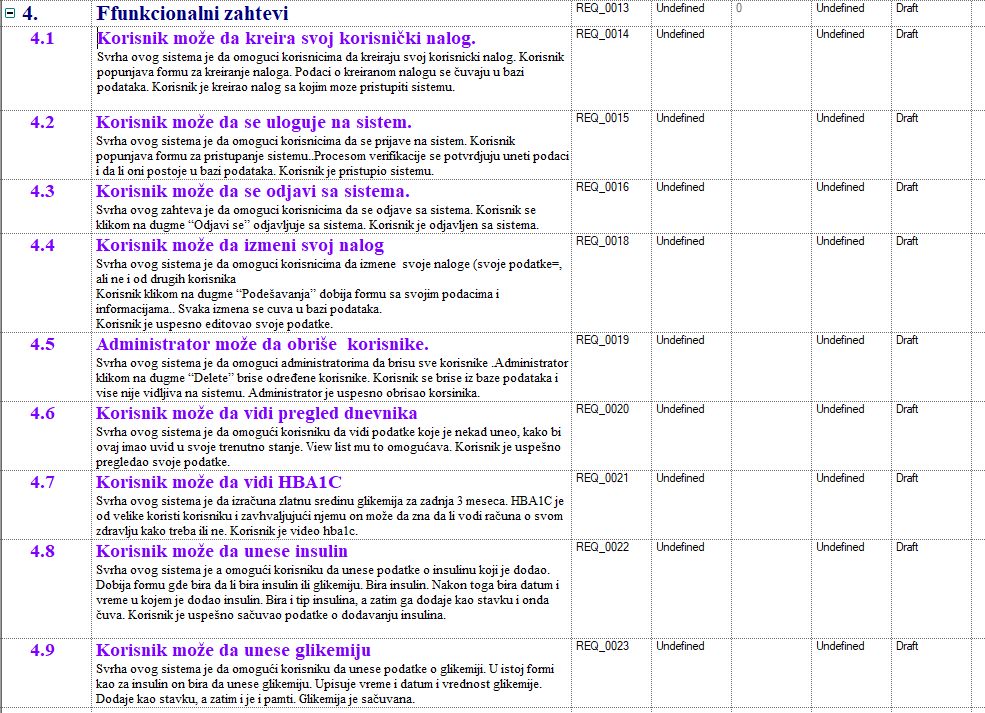 4. Ffunkcionalni zahtevi REQ_0013 Undefined 0 Undefined Draft
4.1 Korisnik može da kreira svoj korisnički nalog. REQ_0014 Undefined Undefined Draft
Svrha ovog sistema je da omoguci korisnicima da kreiraju svoj korisnicki nalog. Korisnik
popunjava formu za kreiranje naloga. Podaci o kreiranom nalogu se čuvaju u bazi
podataka. Korisnik je kreirao nalog sa kojim moze pristupiti sistemu.
4.2 Korisnik može da se uloguje na sistem. REQ_0015 Undefined Undefined Draft
Svrha ovog sistema je da omoguci korisnicima da se prijave na sistem. Korisnik
popunjava formu za pristupanje sistemu..Procesom verifikacije se potvrdjuju uneti podaci
i da li oni postoje u bazi podataka. Korisnik je pristupio sistemu.
4.3 Korisnik može da se odjavi sa sistema. REQ_0016 Undefined Undefined Draft
Svrha ovog zahteva je da omoguci korisnicima da se odjave sa sistema. Korisnik se
klikom na dugme “Odjavi se” odjavljuje sa sistema. Korisnik je odjavljen sa sistema.
4.4 Korisnik može da izmeni svoj nalog REQ_0018 Undefined Undefined Draft
Svrha ovog sistema je da omoguci korisnicima da izmene svoje naloge (svoje podatke=,
ali ne i od drugih korisnika
Korisnik klikom na dugme “Podešavanja” dobija formu sa svojim podacima i
informacijama.. Svaka izmena se cuva u bazi podataka.
Korisnik je uspesno editovao svoje podatke.
4.5 Administrator može da obriše korisnike. REQ_0019 Undefined Undefined Draft
Svrha ovog sistema je da omoguci administratorima da brisu sve korisnike .Administrator
klikom na dugme “Delete” brise određene korisnike. Korisnik se brise iz baze podataka i
vise nije vidljiva na sistemu. Administrator je uspesno obrisao korsinika.
4.6 Korisnik može da vidi pregled dnevnika REQ_0020 Undefined Undefined Draft
Svrha ovog sistema je da omogući korisniku da vidi podatke koje je nekad uneo, kako bi
ovaj imao uvid u svoje trenutno stanje. View list mu to omogućava. Korisnik je uspešno
pregledao svoje podatke.
4.7 Korisnik može da vidi HBA1C REQ_0021 Undefined Undefined Draft
Svrha ovog sistema je da izračuna zlatnu sredinu glikemija za zadnja 3 meseca. HBA1C je
od velike koristi korisniku i zavhvaljujući njemu on može da zna da li vodi računa o svom
zdravlju kako treba ili ne. Korisnik je video hba1c.
4.8 Korisnik može da unese insulin REQ_0022 Undefined Undefined Draft
Svrha ovog sistema je a omogući korisniku da unese podatke o insulinu koji je dodao.
Dobija formu gde bira da li bira insulin ili glikemiju. Bira insulin. Nakon toga bira datum i
vreme u kojem je dodao insulin. Bira i tip insulina, a zatim ga dodaje kao stavku i onda
čuva. Korisnik je uspešno sačuvao podatke o dodavanju insulina.
4.9 Korisnik može da unese glikemiju REQ_0023 Undefined Undefined Draft
Svrha ovog sistema je da omogući korisniku da unese podatke o glikemiji. U istoj formi
kao za insulin on bira da unese glikemiju. Upisuje vreme i datum i vrednost glikemije.
Dodaje kao stavku, a zatim i je i pamti. Glikemija je sačuvana.